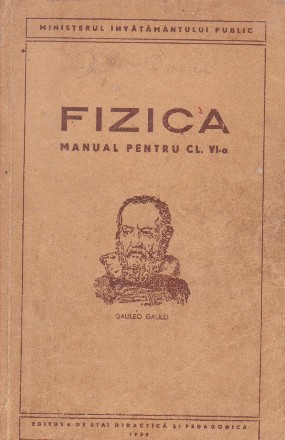 MINISTERUL ÎNVĂȚĂMÂNTULUI PUBLIC
FIZICA
MANUAL PENTRU CL. VI-a
GALILEO GALILEI
EDITURA DE STAT DIDACTICĂ ȘI PEDAGOGICĂ